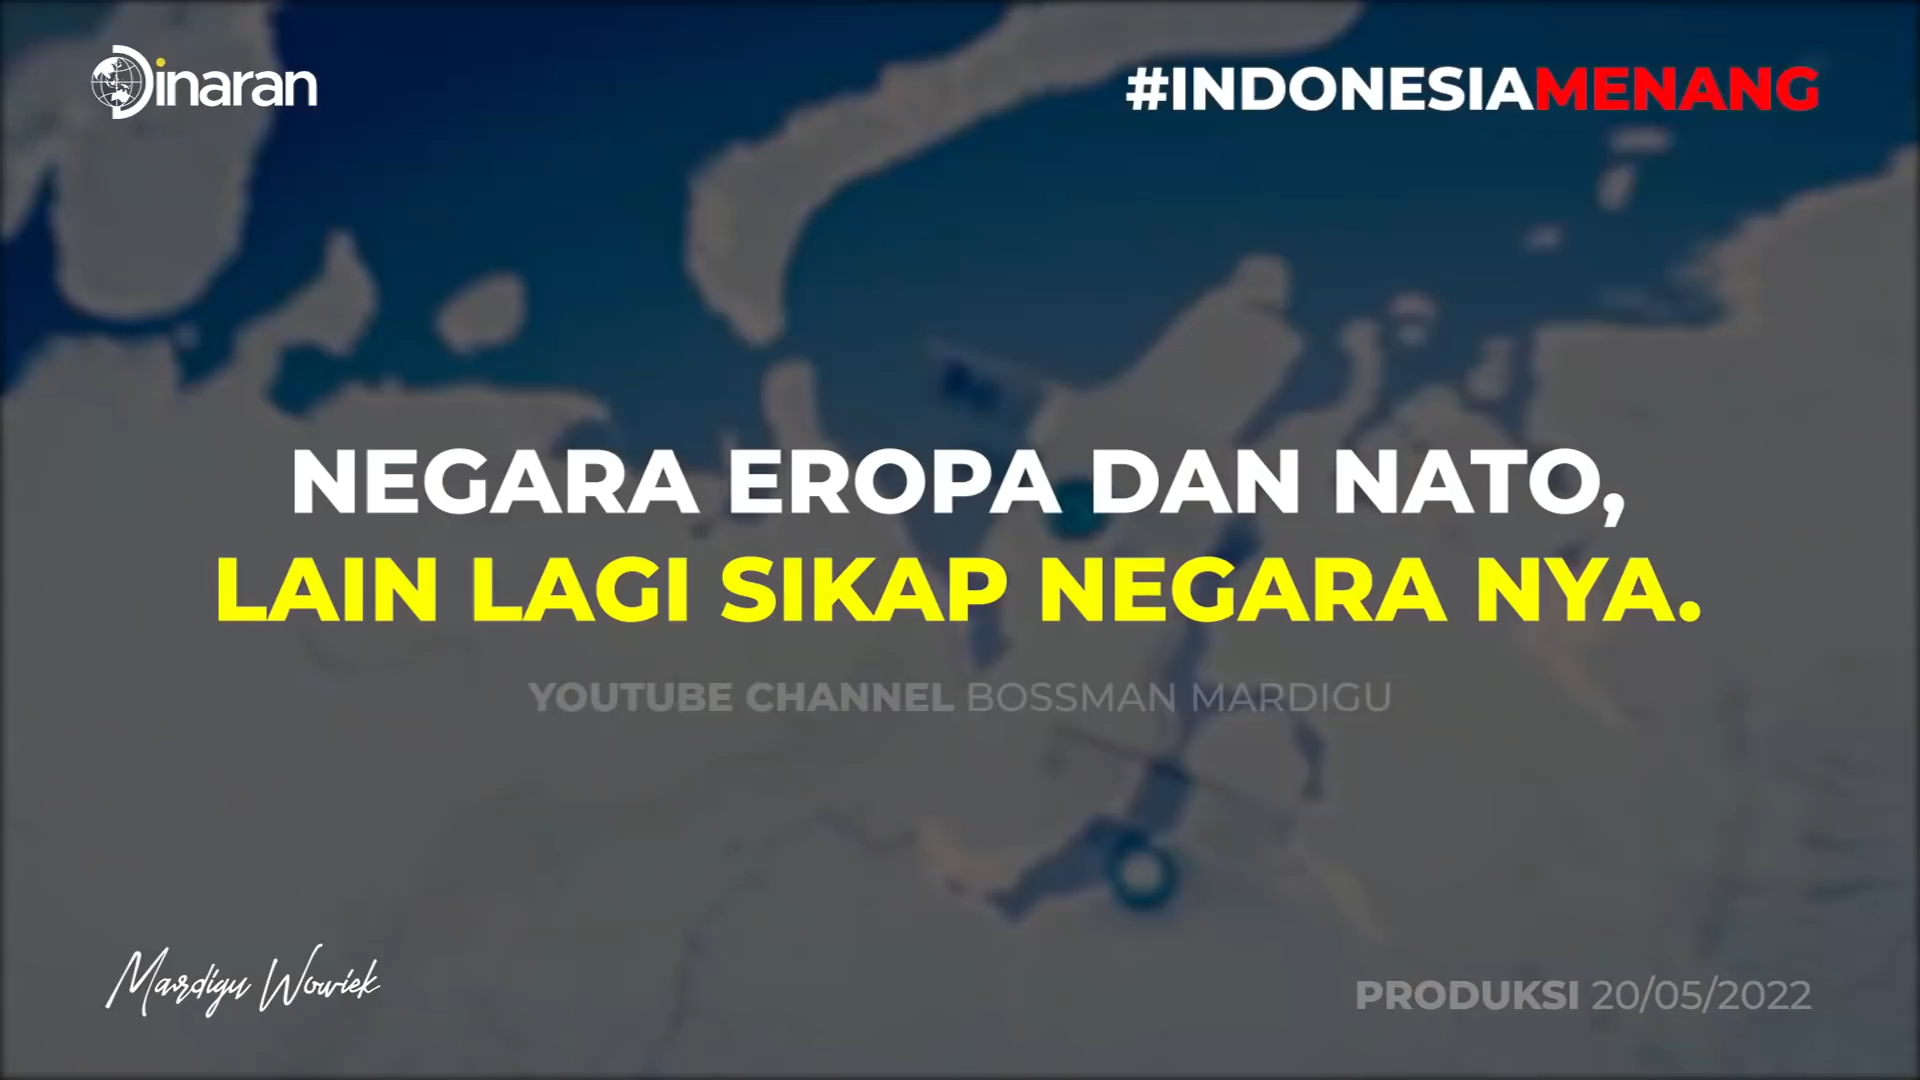 Dinaran
#INDONESIAMENANG
NEGARA EROPA DAN NATO,
LAIN LAGI SIKAP NEGARA NYA.
YOUTUBE CHANNEL BOSSMAN MARDIGU
Mardigu Wowiek
PRODUKSI 20/05/2022